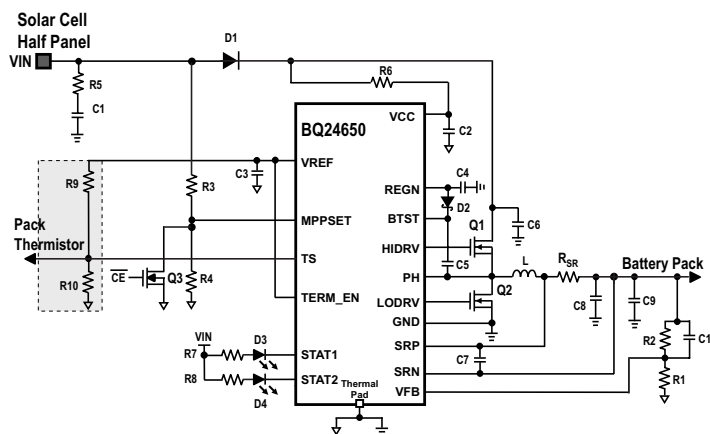 Solar Cell
Half Panel
VIN
D1
R5
C1
R6
VCC
C2
BQ24650
VREF
C3
R9
R3
REGN
C4
D2
Q1
C6
BTST
MPPSET
Pack
Thermistor
HIDRV
TS
CE
Q3
R4
C5
PH
L
RSR
Battery Pack
R10
Q2
TERM_EN
LODRV
C8
C9
GND
VIN
D3
R7
STAT1
SRP
R2
C1
C7
R8
STAT2
SRN
D4
Thermal
Pad
VFB
R1